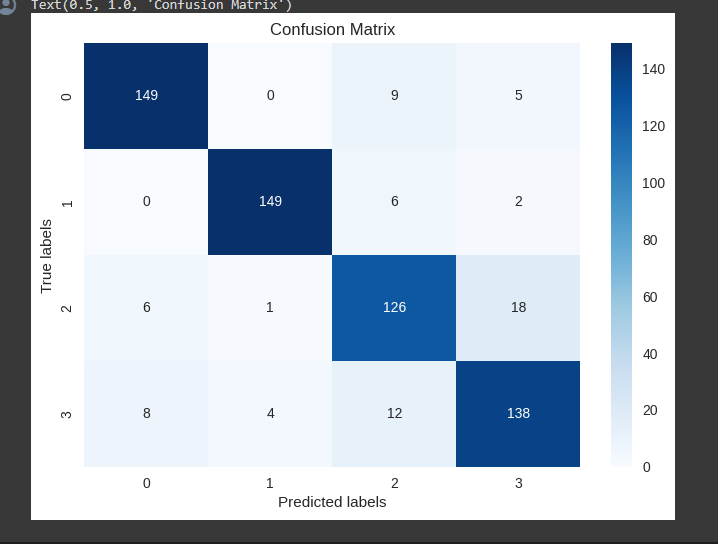 Text(0.5, 1.0, 'Confusion Matrix')
Confusion Matrix
0 149 0 9 5
1 0 149 6 2
2 6 1 126 18
3 8 4 12 138
0 1 2 3
True labels
Predicted labels
140
120
100
80
60
40
20
0